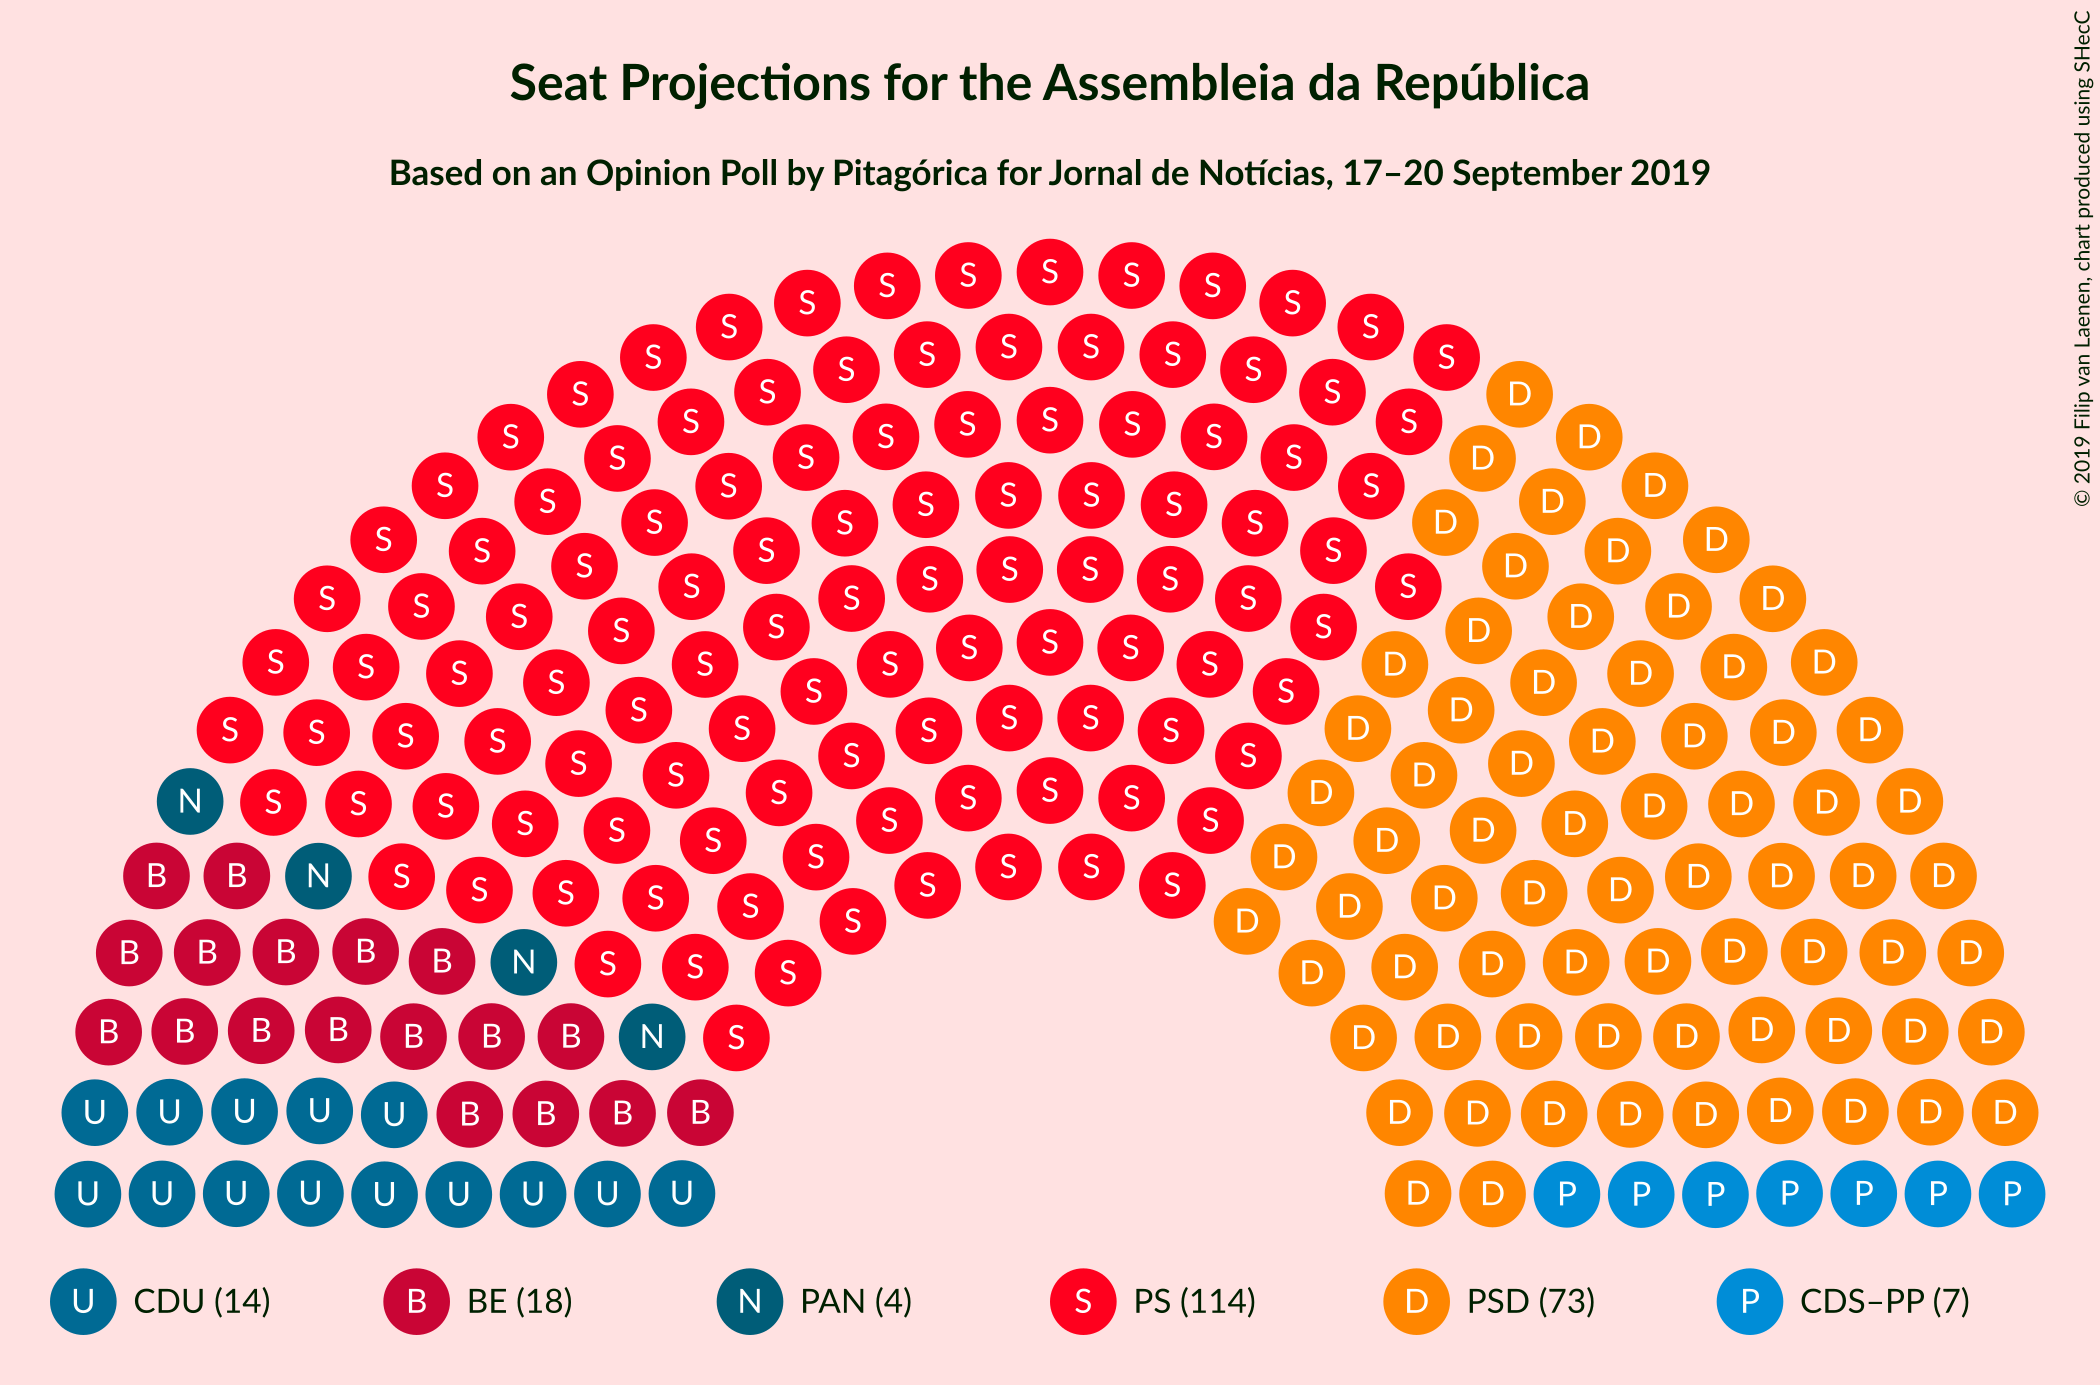 Seat Projections for the Assembleia da República
Based on an Opinion Poll by Pitagórica for Jornal de Notícias, 17–20 September 2019
© 2019 Filip van Laenen, chart produced using SHecC
S S S S S S S S S S S S S S S S S S S S S S S S S S S S S S S S S S S S S S S S S S S S S S S S S S S S S S S S S S S S S S S S S S S S S S S S S S S S S S S S S S S S S S S S S S S S S S S S S S S S S S S S S S S S S S S S S S
D D D D D D D D D D D D D D D D D D D D D D D D D D D D D D D D D D D D D D D D D D D D D D D D D D D D D D D D D D D D D D D D D D D D D D D D D
N N N N
B B B B B B B B B B B B B B B B B B
U U U U U U U U U U U U U U
P P P P P P P
U CDU (14) B BE (18) N PAN (4) S PS (114) D PSD (73) P CDS–PP (7)